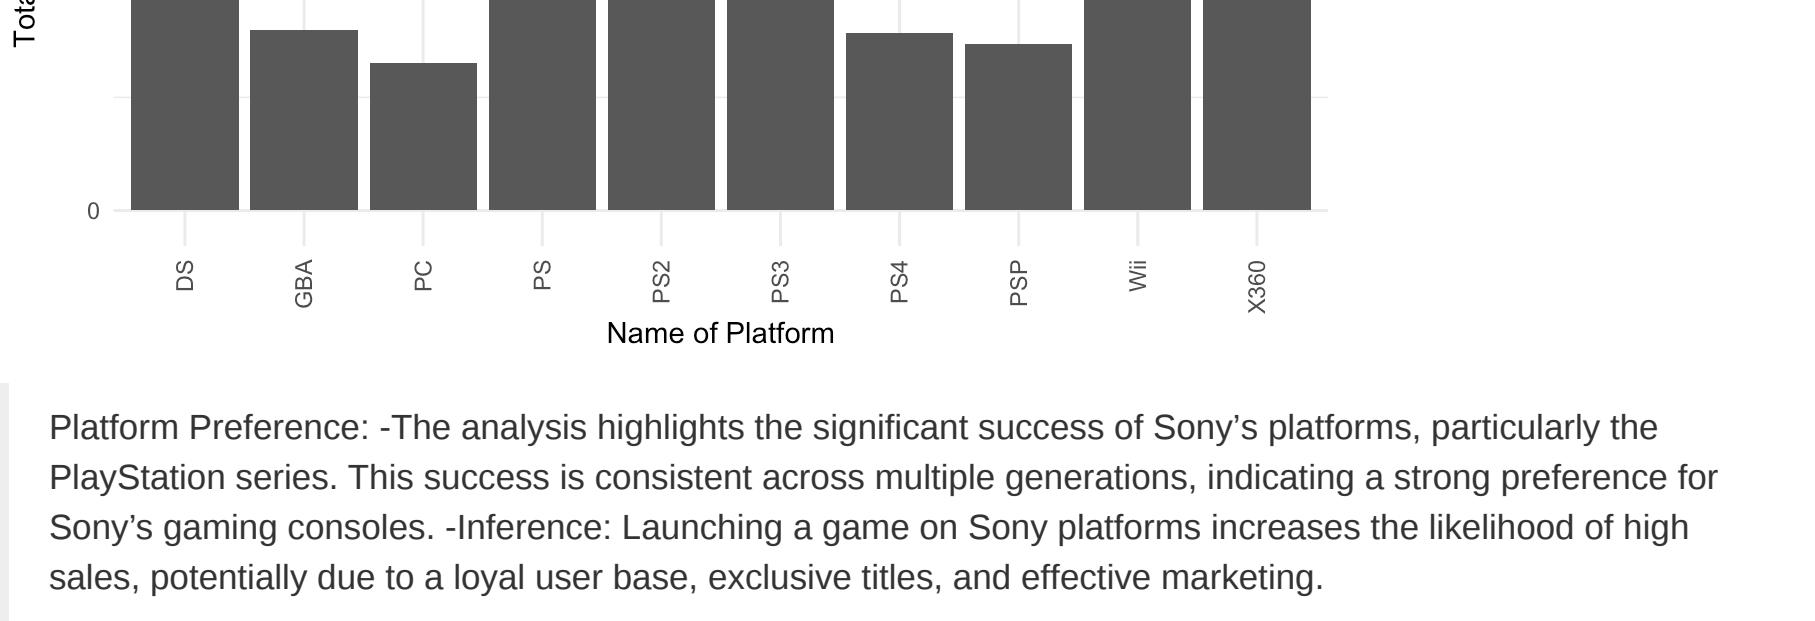 Tota
0
DS
GBA
PC
PS
PS2
PS3
PS4
PSP
Wii
X360
Name of Platform
Platform Preference: -The analysis highlights the significant success of Sony’s platforms, particularly the
PlayStation series. This success is consistent across multiple generations, indicating a strong preference for
Sony’s gaming consoles. -Inference: Launching a game on Sony platforms increases the likelihood of high
sales, potentially due to a loyal user base, exclusive titles, and effective marketing.